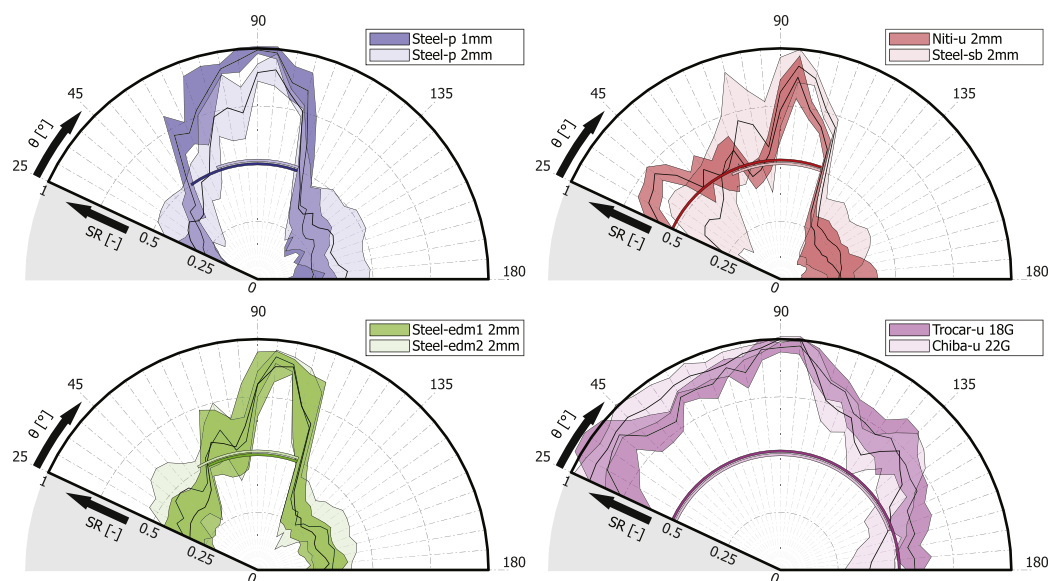 90
Steel-p 1mm
Steel-p 2mm
45
135
θ [°]
25
1
SR [-]
0.5
0.25
0
180
90
Niti-u 2mm
Steel-sb 2mm
45
135
θ [°]
25
1
SR [-]
0.5
0.25
0
180
90
Steel-edm1 2mm
Steel-edm2 2mm
45
135
θ [°]
25
1
SR [-]
0.5
0.25
0
180
90
Trocar-u 18G
Chiba-u 22G
45
135
θ [°]
25
1
SR [-]
0.5
0.25
0
180